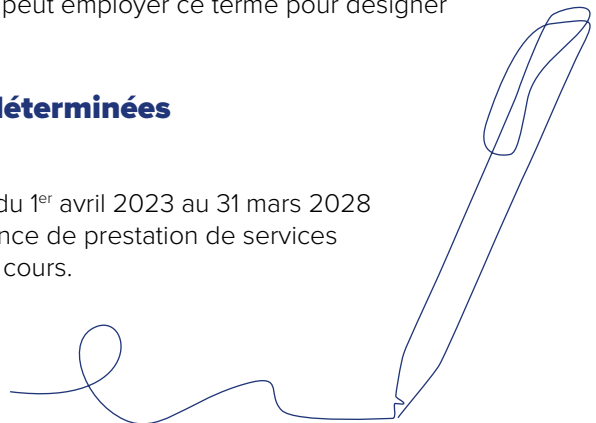 peut employer ce terme pour désigner
déterminées
du 1er avril 2023 au 31 mars 2028
nce de prestation de services
cours.